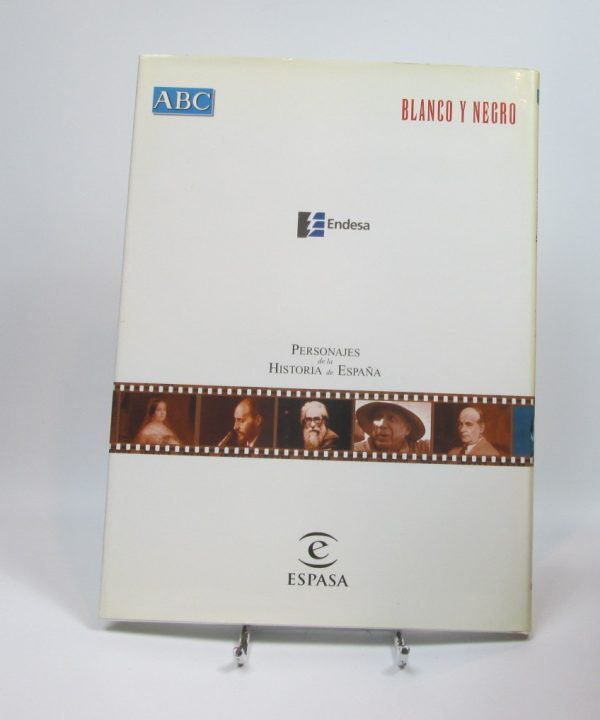 ABC
BLANCO Y NEGRO
Endesa
PERSONAJES
de la
HISTORIA de ESPAÑA
e
ESPASA